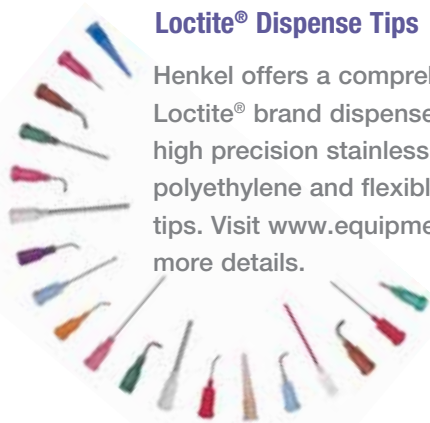 Loctite® Dispense Tips
Henkel offers a
Loctite® brand dispense
high precision stainless
polyethylene and flexibl
tips. Visit www.equipme
more details.